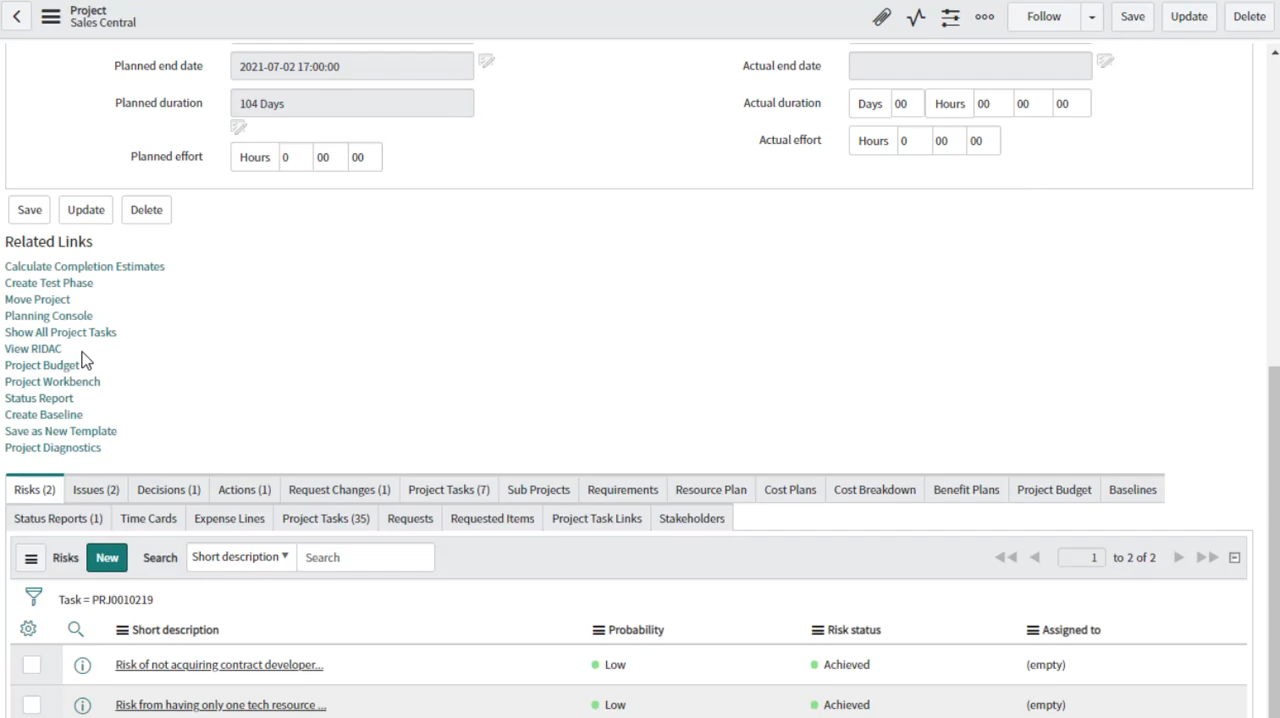 Project
Sales Central
Follow
Save
Update
Delete
Planned end date 2021-07-02 17:00:00
Actual end date
Planned duration 104 Days
Actual duration Days 00 Hours 00 00 00
Planned effort Hours 0 00 00
Actual effort Hours 0 00 00
Save Update Delete
Related Links
Calculate Completion Estimates
Create Test Phase
Move Project
Planning Console
Show All Project Tasks
View RIDAC
Project Budget
Project Workbench
Status Report
Create Baseline
Save as New Template
Project Diagnostics
Risks (2) Issues (2) Decisions (1) Actions (1) Request Changes (1) Project Tasks (7) Sub Projects Requirements Resource Plan Cost Plans Cost Breakdown Benefit Plans Project Budget Baselines
Status Reports (1) Time Cards Expense Lines Project Tasks (35) Requests Requested Items Project Task Links Stakeholders
Risks New Search Short description Search 1 to 2 of 2
Task = PRJ0010219
Short description Probability Risk status Assigned to
Risk of not acquiring contract developer... Low Achieved (empty)
Risk from having only one tech resource ... Low Achieved (empty)